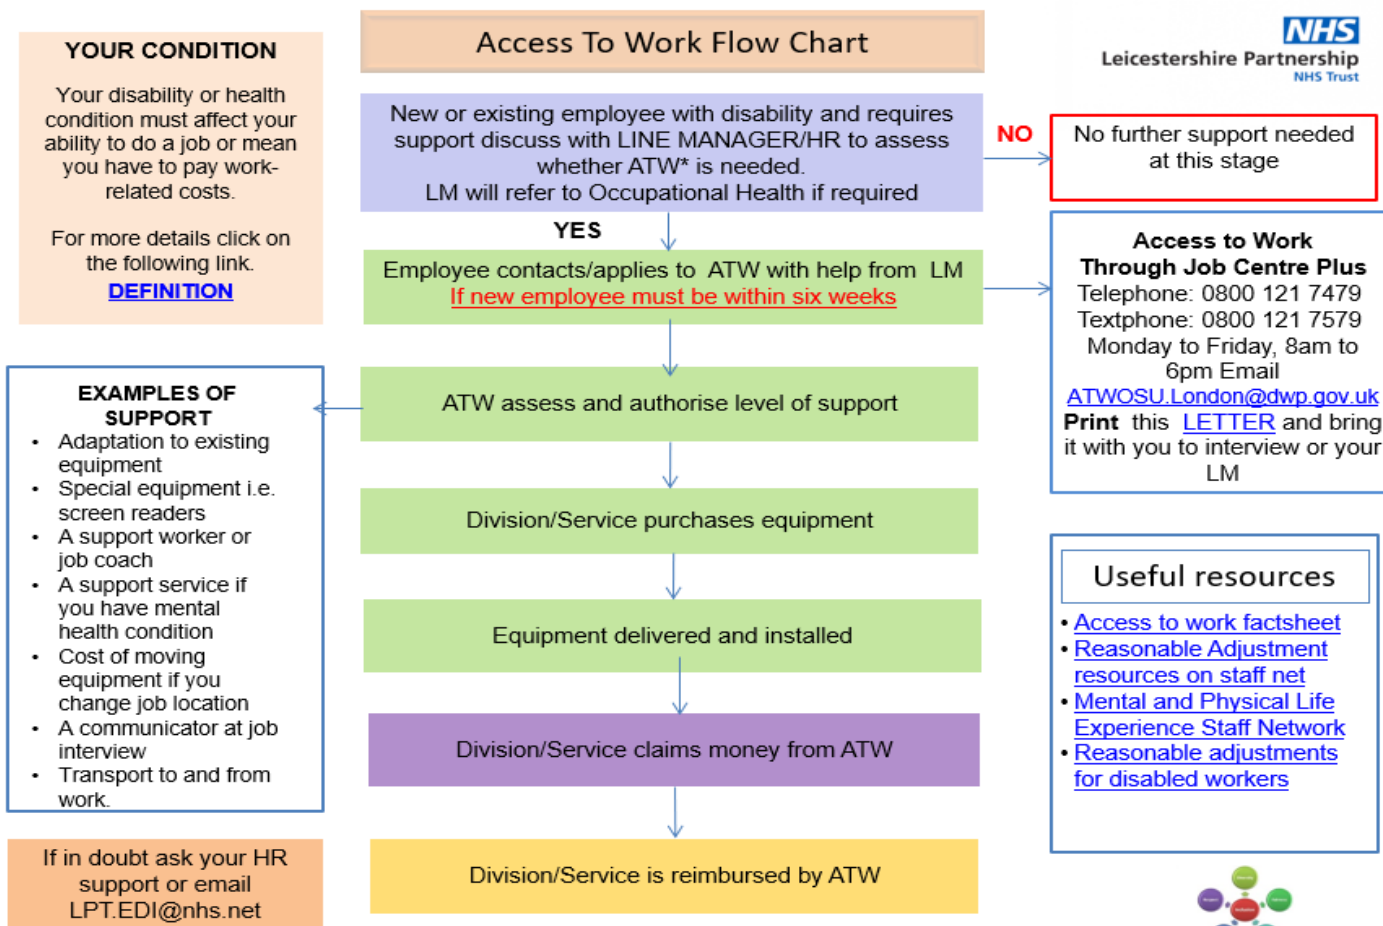 Access To Work Flow Chart
NHS
Leicestershire Partnership
NHS Trust
YOUR CONDITION
Your disability or health
condition must affect your
ability to do a job or mean
you have to pay work-
related costs.
For more details click on
the following link.
DEFINITION
New or existing employee with disability and requires
support discuss with LINE MANAGER/HR to assess
whether ATW* is needed.
LM will refer to Occupational Health if required
NO
No further support needed
at this stage
YES
Employee contacts/applies to ATW with help from LM
If new employee must be within six weeks
Access to Work
Through Job Centre Plus
Telephone: 0800 121 7479
Textphone: 0800 121 7579
Monday to Friday, 8am to
6pm Email
ATWOSU.London@dwp.gov.uk
Print this LETTER and bring
it with you to interview or your
LM
ATW assess and authorise level of support
EXAMPLES OF
SUPPORT
• Adaptation to existing
equipment
• Special equipment i.e.
screen readers
• A support worker or
job coach
• A support service if
you have mental
health condition
• Cost of moving
equipment if you
change job location
• A communicator at job
interview
• Transport to and from
work.
Division/Service purchases equipment
Equipment delivered and installed
Division/Service claims money from ATW
Division/Service is reimbursed by ATW
Useful resources
• Access to work factsheet
• Reasonable Adjustment
resources on staff net
• Mental and Physical Life
Experience Staff Network
• Reasonable adjustments
for disabled workers
If in doubt ask your HR
support or email
LPT.EDI@nhs.net